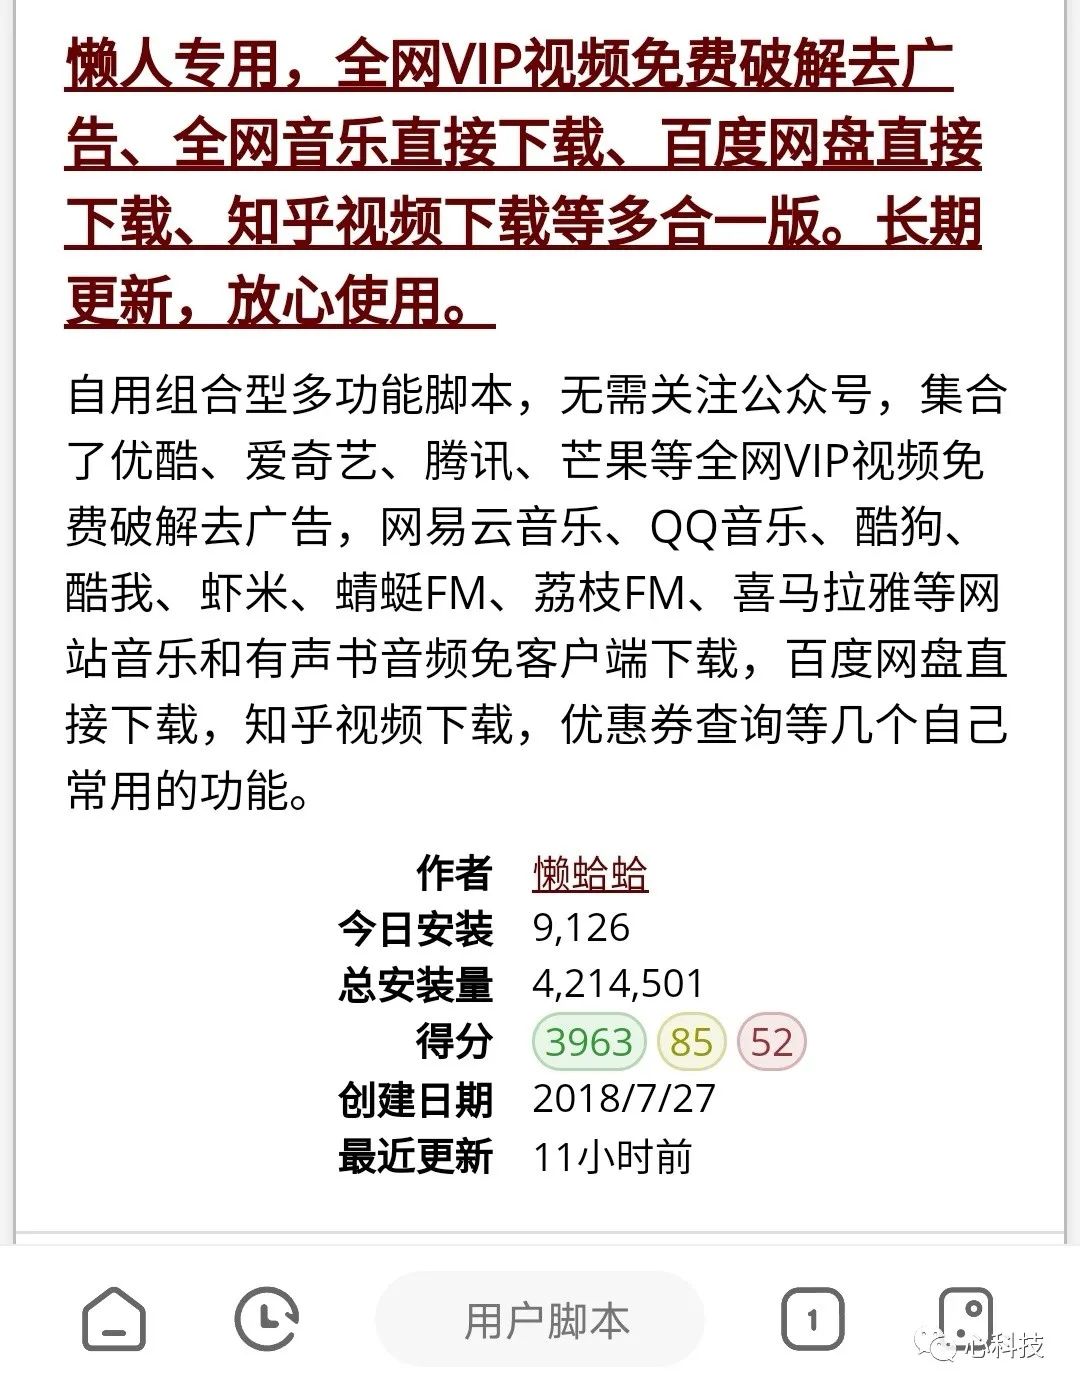 懒人专用，全网VIP视频免费破解去广
告、全网音乐直接下载、百度网盘直接
下载、知乎视频下载等多合一版。长期
更新，放心使用。
自用组合型多功能脚本，无需关注公众号，集合
了优酷、爱奇艺、腾讯、芒果等全网VIP视频免
费破解去广告，网易云音乐、QQ音乐、酷狗、
酷我、虾米、蜻蜓FM、荔枝FM、喜马拉雅等网
站音乐和有声书音频免客户端下载，百度网盘直
接下载，知乎视频下载，优惠券查询等几个自己
常用的功能。
作者 懒蛤蛤
今日安装 9,126
总安装量 4,214,501
得分 3963 85 52
创建日期 2018/7/27
最近更新 11小时前
用户脚本
1
心科技